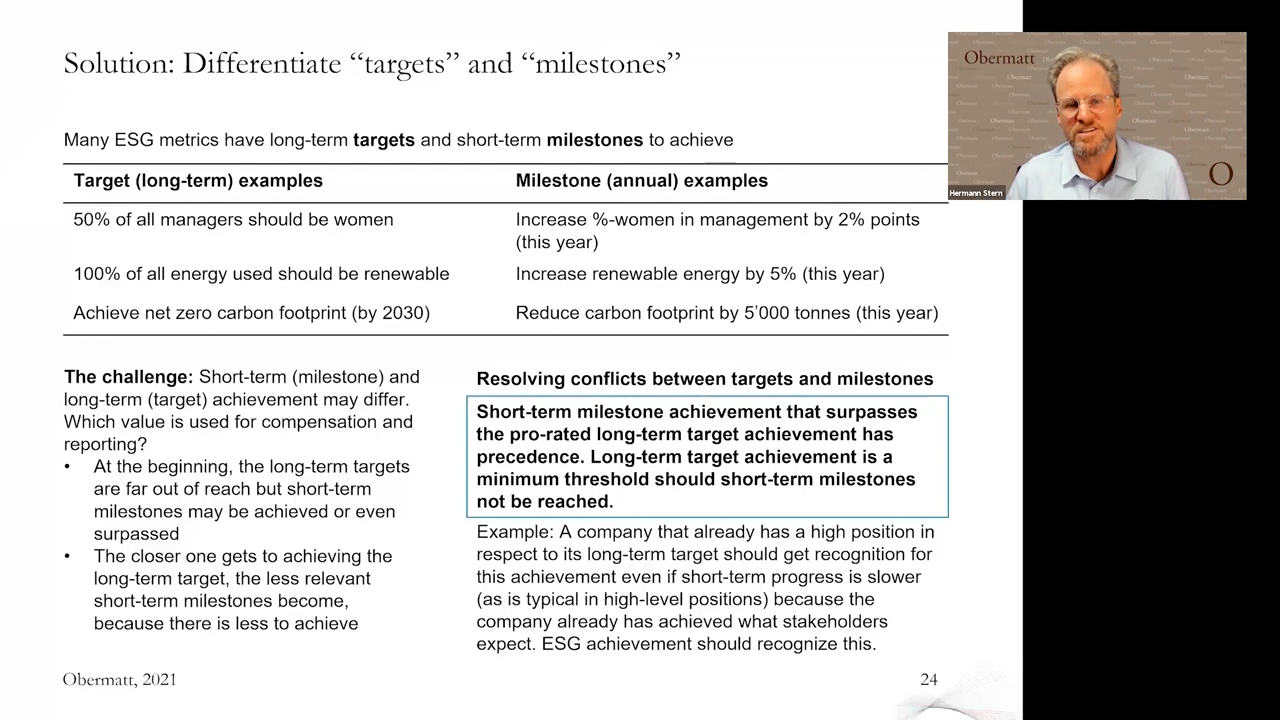 Solution: Differentiate “targets” and “milestones”
Many ESG metrics have long-term targets and short-term milestones to achieve
Target (long-term) examples
Milestone (annual) examples
50% of all managers should be women
Increase %-women in management by 2% points
(this year)
100% of all energy used should be renewable
Increase renewable energy by 5% (this year)
Achieve net zero carbon footprint (by 2030)
Reduce carbon footprint by 5’000 tonnes (this year)
The challenge: Short-term (milestone) and
long-term (target) achievement may differ.
Which value is used for compensation and
reporting?
• At the beginning, the long-term targets
are far out of reach but short-term
milestones may be achieved or even
surpassed
• The closer one gets to achieving the
long-term target, the less relevant
short-term milestones become,
because there is less to achieve
Resolving conflicts between targets and milestones
Short-term milestone achievement that surpasses
the pro-rated long-term target achievement has
precedence. Long-term target achievement is a
minimum threshold should short-term milestones
not be reached.
Example: A company that already has a high position in
respect to its long-term target should get recognition for
this achievement even if short-term progress is slower
(as is typical in high-level positions) because the
company already has achieved what stakeholders
expect. ESG achievement should recognize this.
Obermatt, 2021
24
Obermatt
O
Hermann Stern